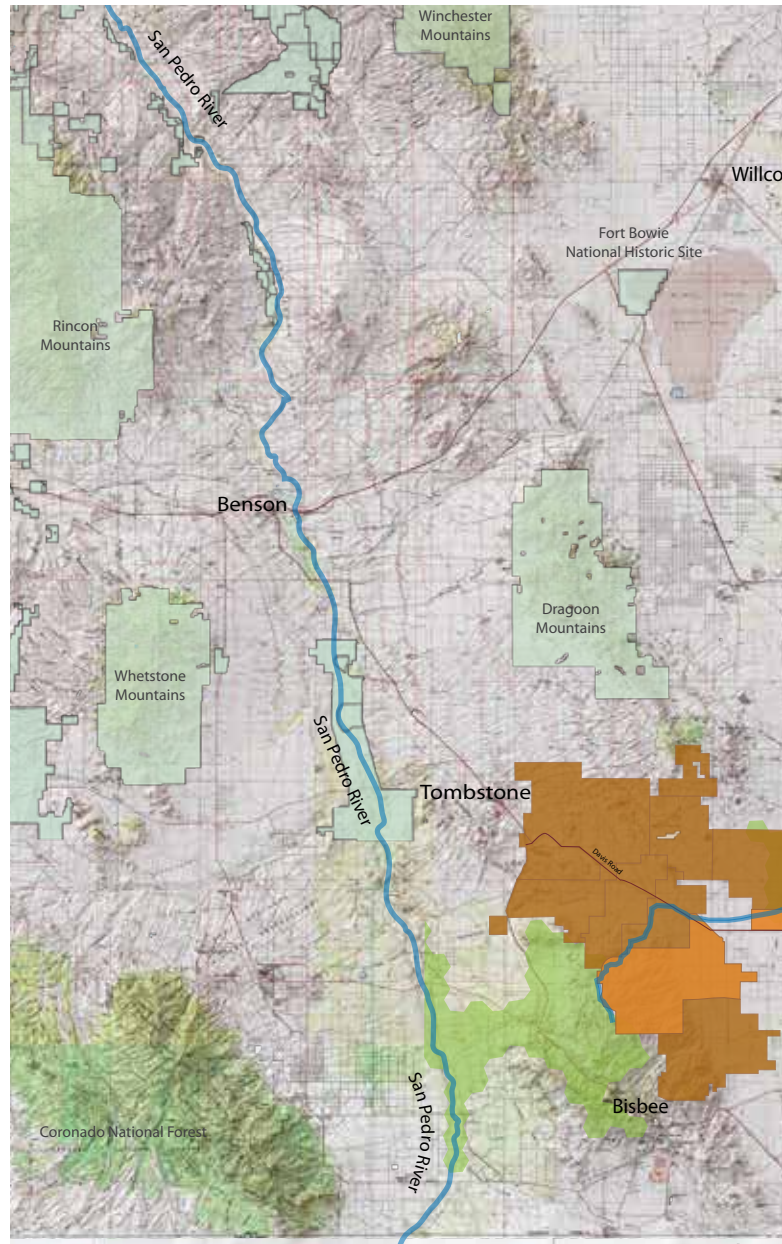 Winchester
Mountains
San Pedro River
Willco
Fort Bowie
National Historic Site
Rincon
Mountains
Benson
Dragoon
Mountains
Whetstone
Mountains
San Pedro River
Tombstone
Davis Road
San Pedro River
Bisbee
Coronado National Forest